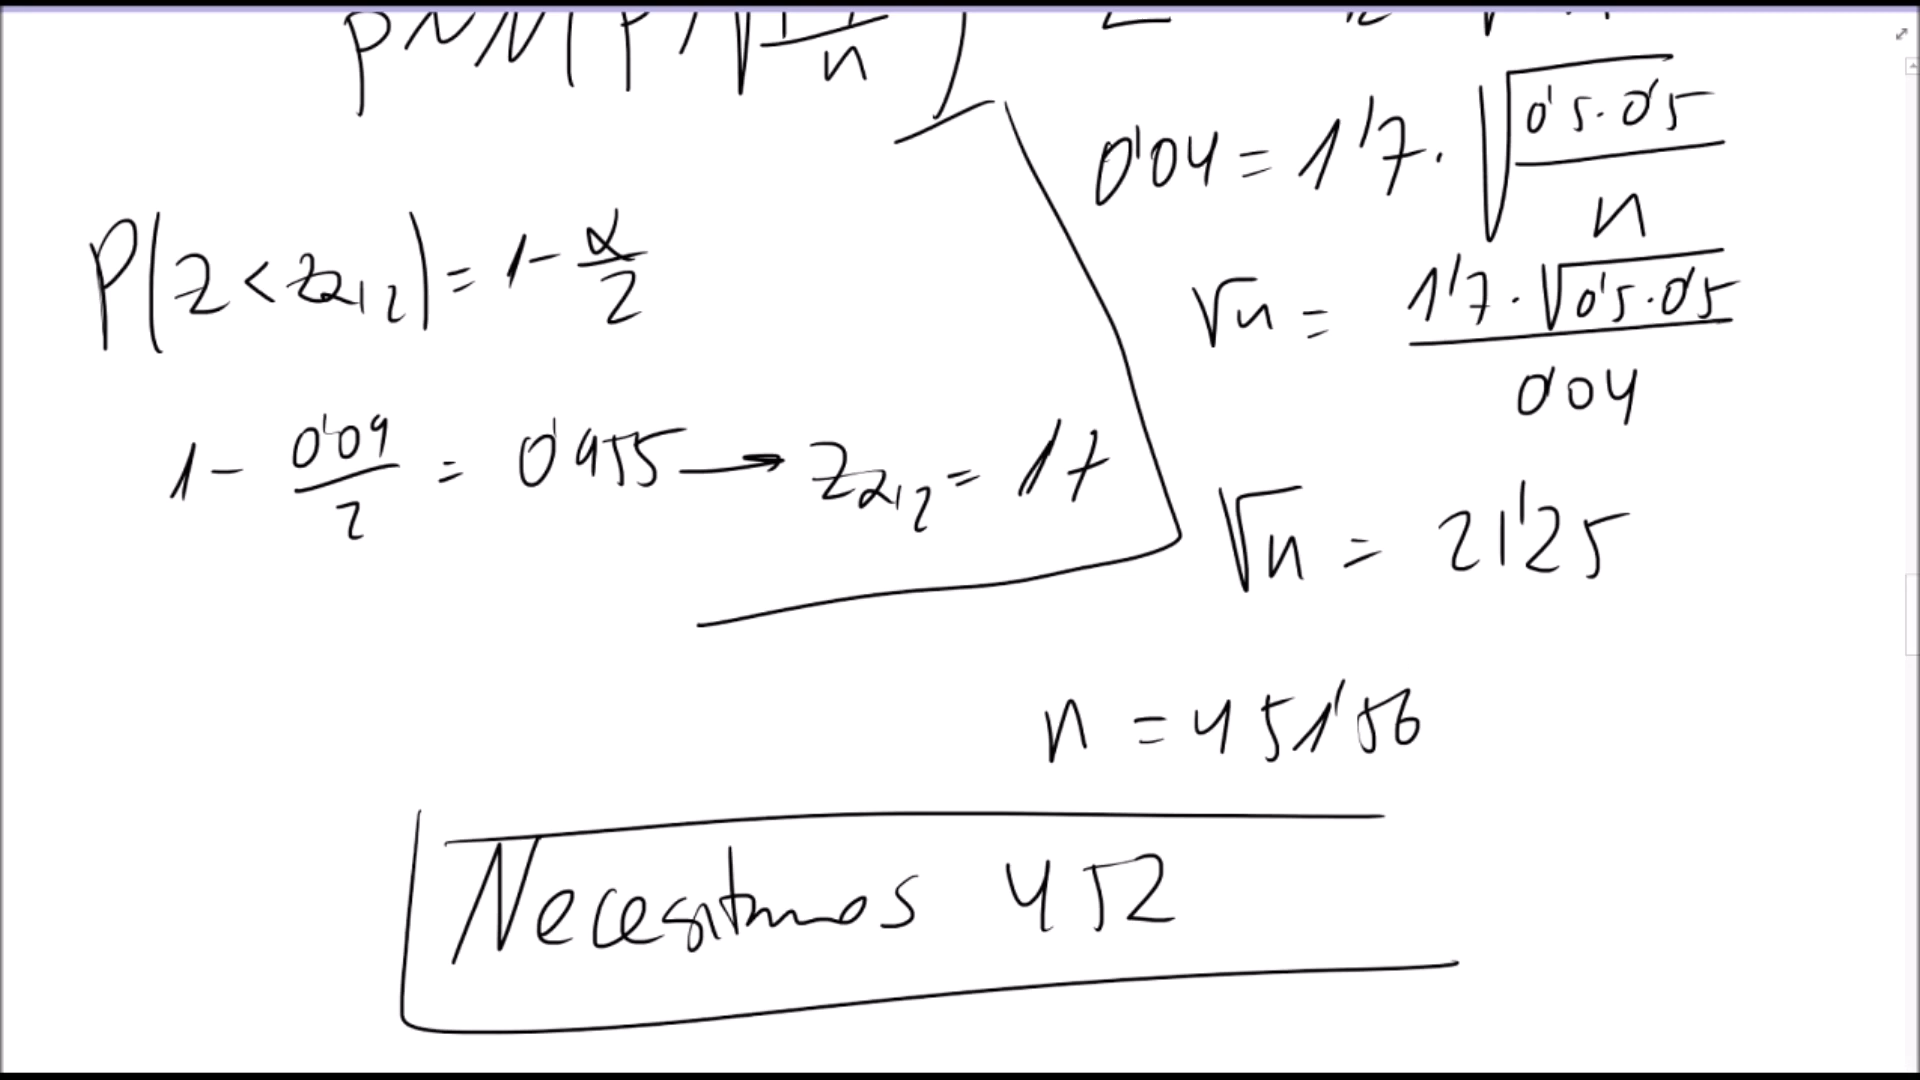 p~N(p, √ n)
P(z<zα/2)=1-α/2
1-0'09/2=0'955→zα/2=1'7
0'04=1'7·√0'5·0'5/n
√n=1'7·√0'5·0'5/0'04
√n=21'25
n=451'56
Necesitamos 452